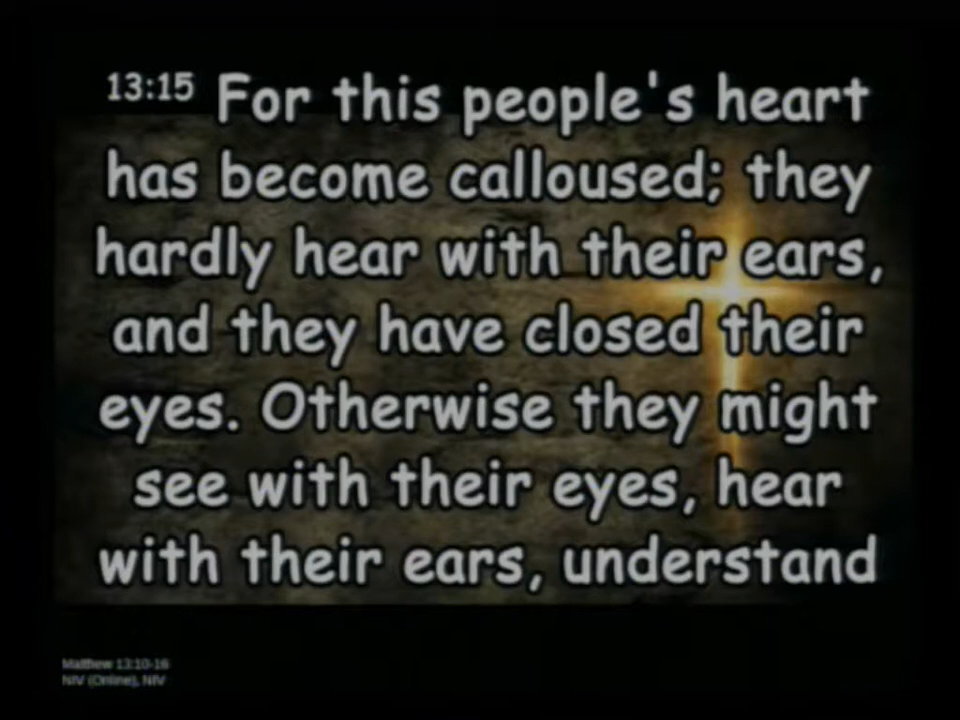 13:15 For this people's heart
has become calloused; they
hardly hear with their ears,
and they have closed their
eyes. Otherwise they might
see with their eyes, hear
with their ears, understand
Matthew 13:10-16
NIV (Online), NIV